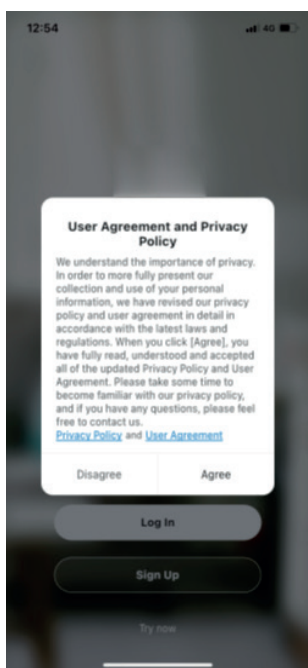 12:54
4G
User Agreement and Privacy
Policy
We understand the importance of privacy.
In order to more fully present our
collection and use of your personal
information, we have revised our privacy
policy and user agreement in detail in
accordance with the latest laws and
regulations. When you click [Agree], you
have fully read, understood and accepted
all of the updated Privacy Policy and User
Agreement. Please take some time to
become familiar with our privacy policy,
and if you have any questions, please feel
free to contact us.
Privacy Policy and User Agreement
Disagree Agree
Log In
Sign Up
Try now